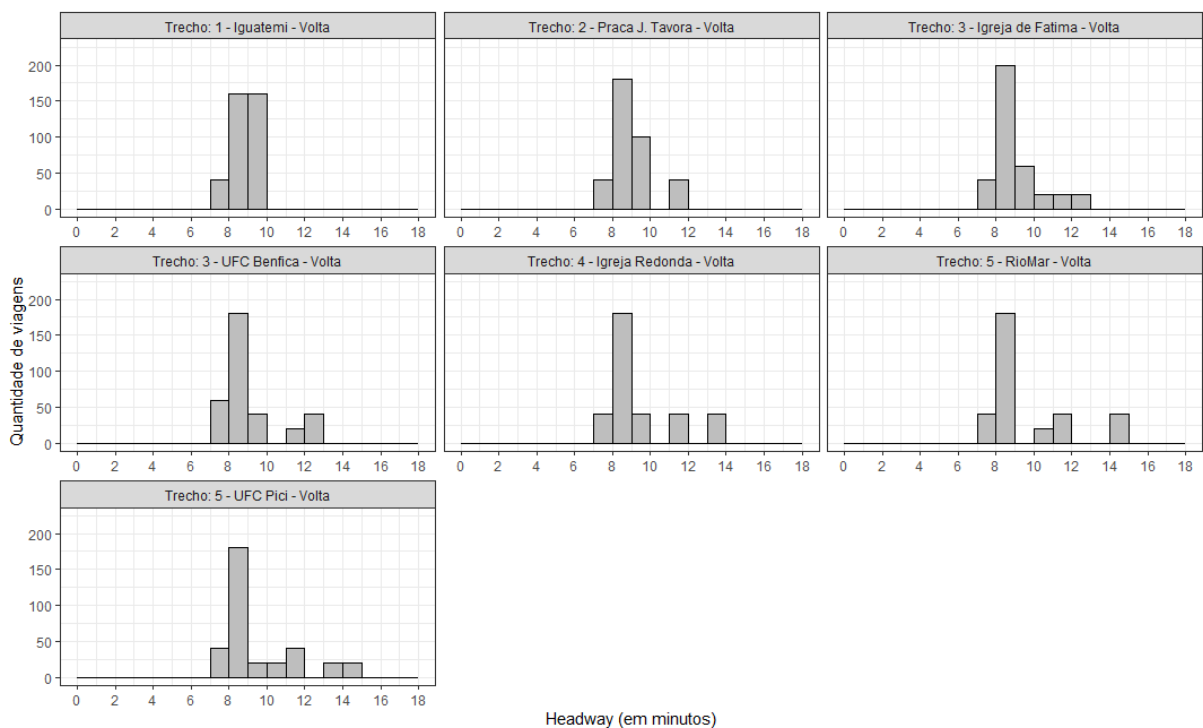 Trecho: 1 - Iguatemi - Volta
Trecho: 2 - Praca J. Tavora - Volta
Trecho: 3 - Igreja de Fatima - Volta
200
150
100
50
0
0 2 4 6 8 10 12 14 16 18
0 2 4 6 8 10 12 14 16 18
0 2 4 6 8 10 12 14 16 18
Trecho: 3 - UFC Benfica - Volta
Trecho: 4 - Igreja Redonda - Volta
Trecho: 5 - RioMar - Volta
Quantidade de viagens
200
150
100
50
0
0 2 4 6 8 10 12 14 16 18
0 2 4 6 8 10 12 14 16 18
0 2 4 6 8 10 12 14 16 18
Trecho: 5 - UFC Pici - Volta
200
150
100
50
0
0 2 4 6 8 10 12 14 16 18
Headway (em minutos)